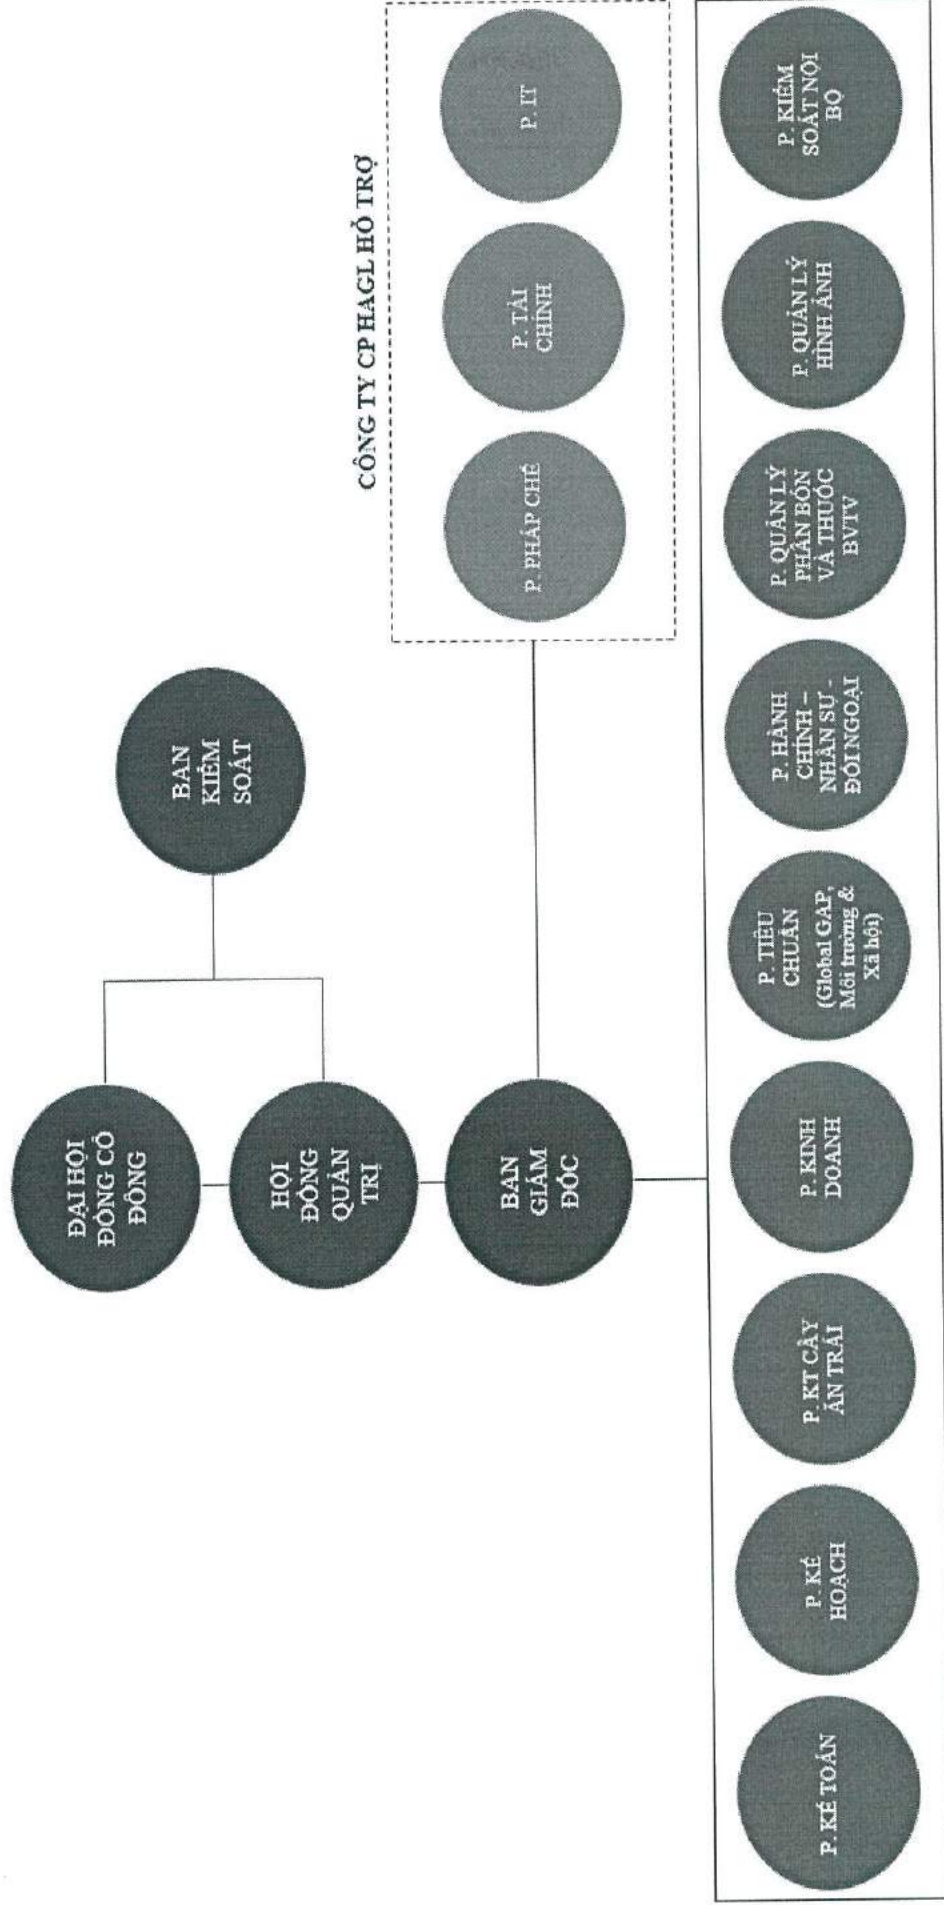 ĐẠI HỘI
ĐỒNG CỔ
ĐÔNG
BAN
KIỂM
SOÁT
HỘI
ĐỒNG
QUẢN
TRỊ
CÔNG TY CP HAGL HỖ TRỢ
BAN
GIÁM
ĐỐC
P. PHÁP CHẾ
P. TÀI
CHÍNH
P. IT
P. KẾ TOÁN
P. KẾ
HOẠCH
P. KT CÂY
ĂN TRÁI
P. KINH
DOANH
P. TIÊU
CHUẨN
(Global GAP,
Môi trường &
Xã hội)
P. HÀNH
CHÍNH –
NHÂN SỰ -
ĐỐI NGOẠI
P. QUẢN LÝ
PHÂN BÓN
VÀ THUỐC
BVTV
P. QUẢN LÝ
HÌNH ẢNH
P. KIỂM
SOÁT NỘI
BỘ